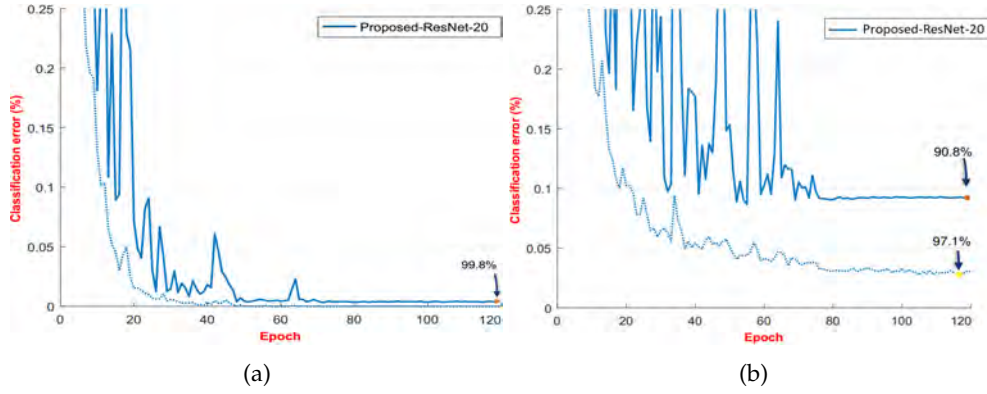 0.25
0.2
0.15
0.1
0.05
0
0 20 40 60 80 100 120
Classification error (%)
Epoch
Proposed-ResNet-20
99.8%
(a)
0.25
0.2
0.15
0.1
0.05
0
0 20 40 60 80 100 120
Classification error (%)
Epoch
Proposed-ResNet-20
90.8%
97.1%
(b)